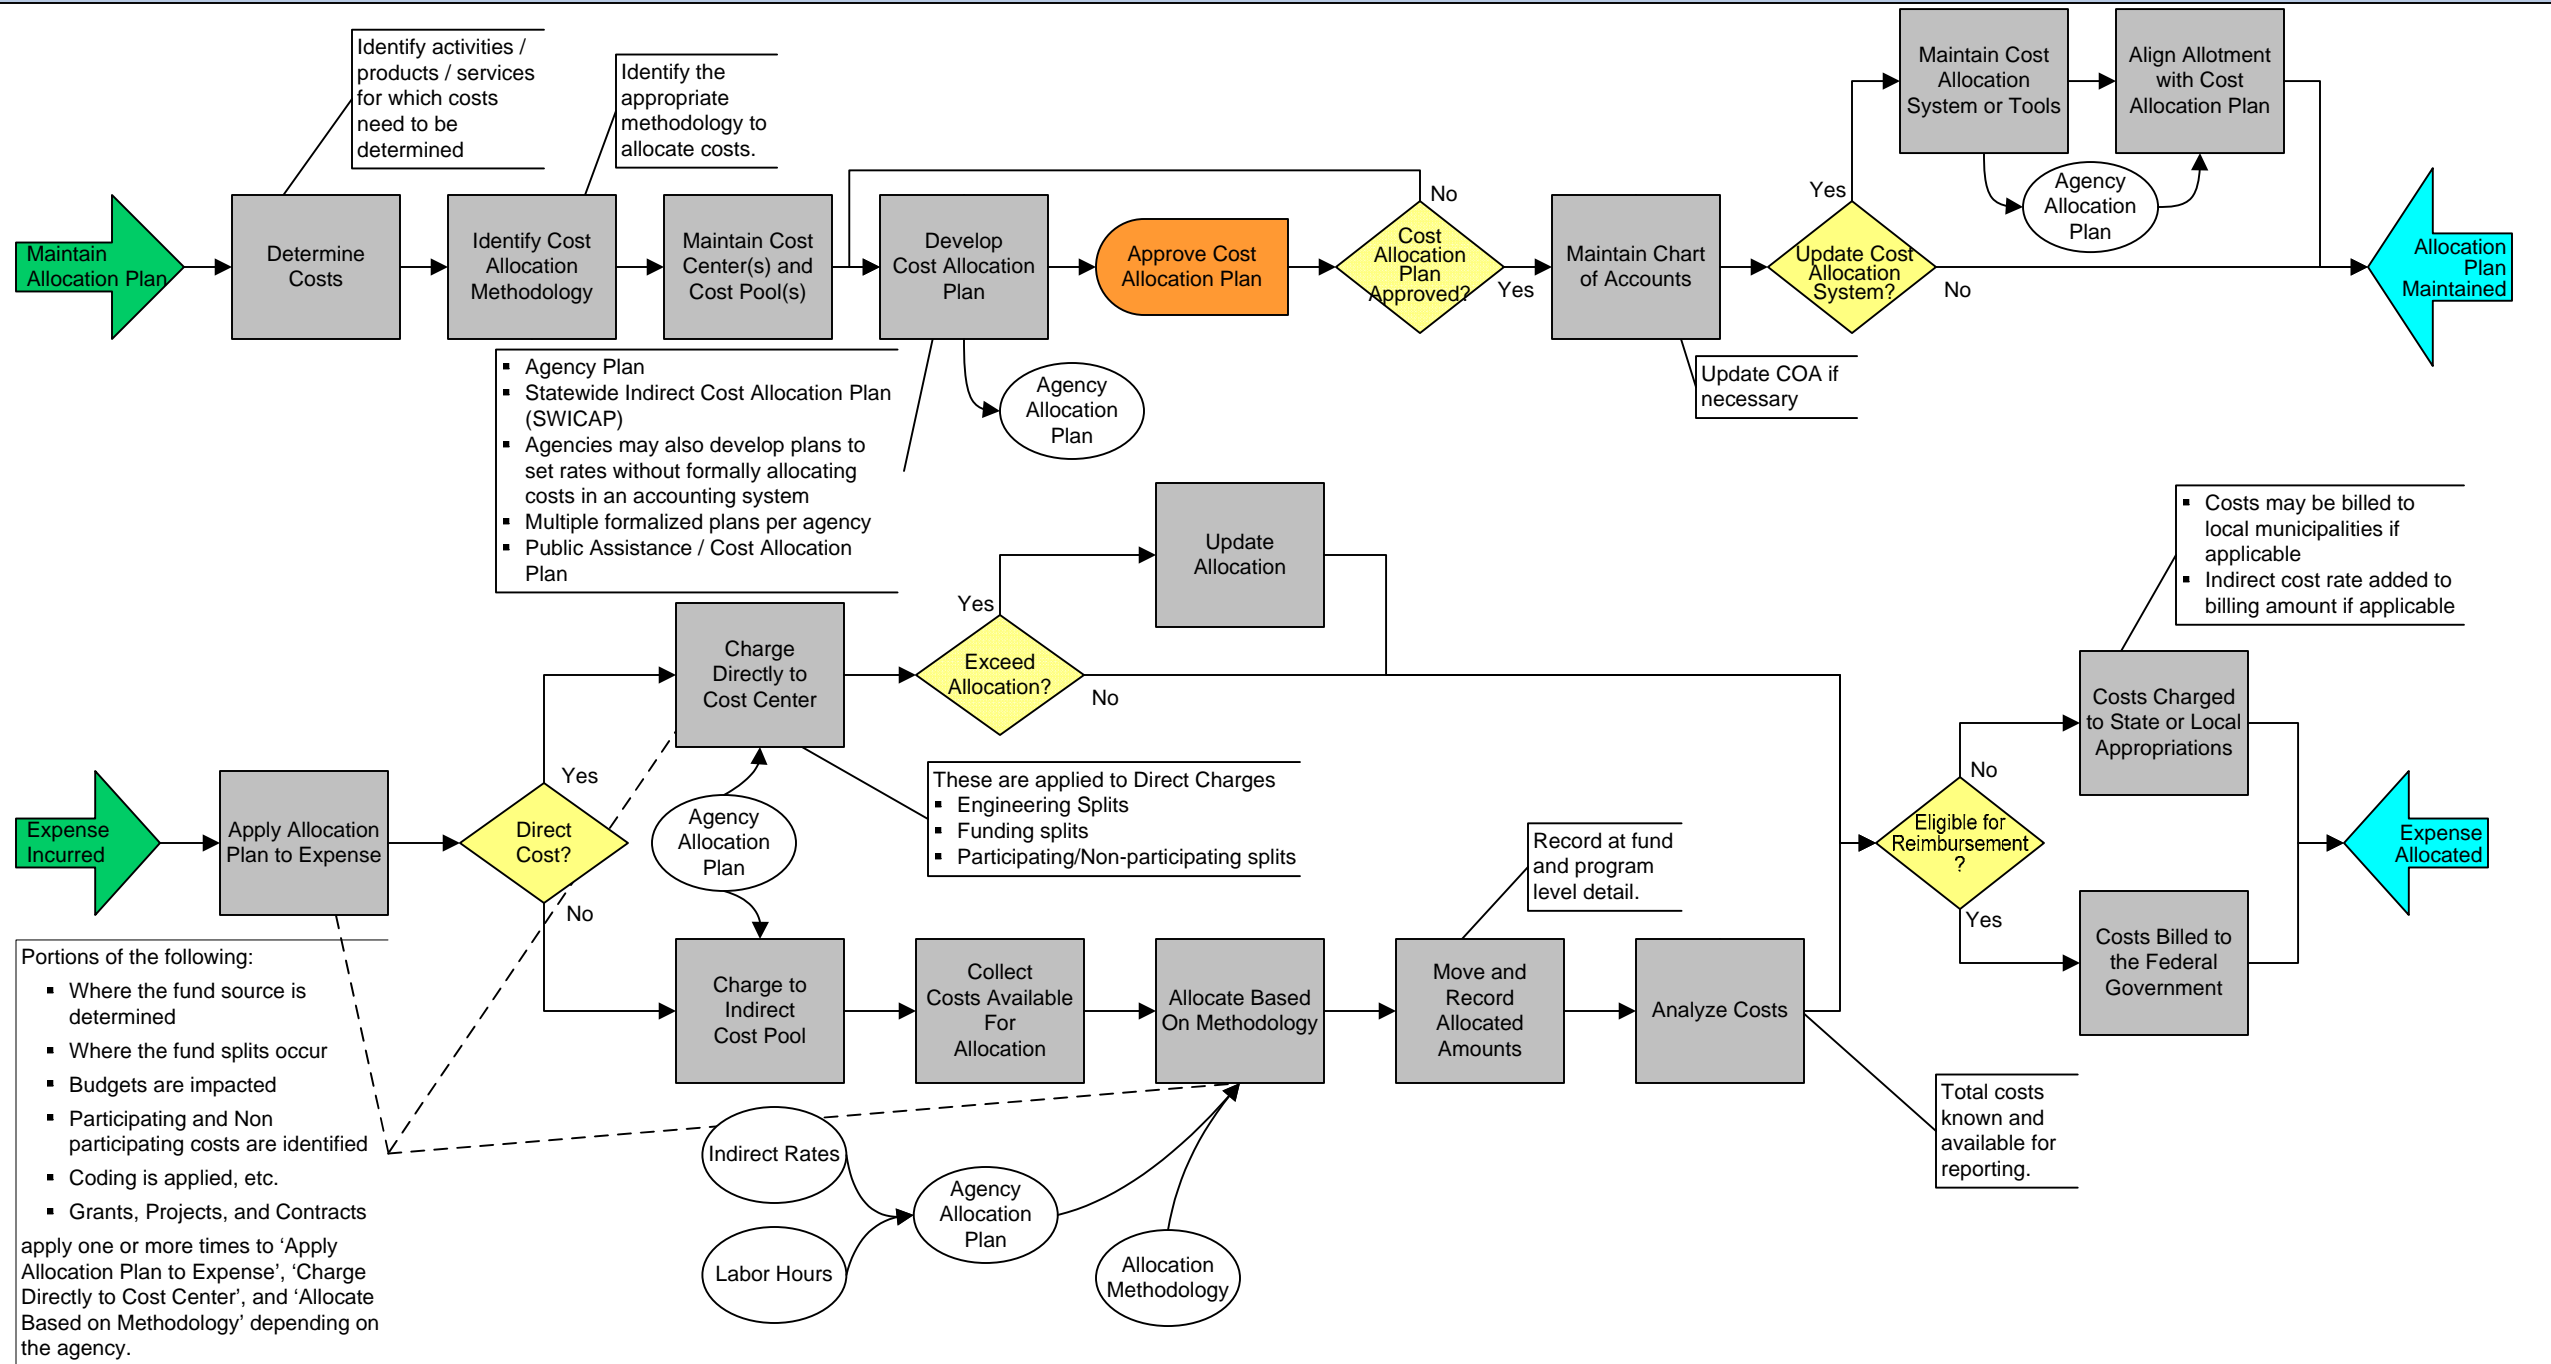 Identify activities /
products / services
for which costs
need to be
determined
Identify the
appropriate
methodology to
allocate costs.
Maintain Cost
Allocation
System or Tools
Align Allotment
with Cost
Allocation Plan
Agency
Allocation
Plan
Maintain
Allocation Plan
Determine
Costs
Identify Cost
Allocation
Methodology
Maintain Cost
Center(s) and
Cost Pool(s)
Develop
Cost Allocation
Plan
Approve Cost
Allocation Plan
No
Cost
Allocation
Plan
Approved?
Yes
Maintain Chart
of Accounts
Yes
Update Cost
Allocation
System?
No
Allocation
Plan
Maintained
▪ Agency Plan
▪ Statewide Indirect Cost Allocation Plan
(SWICAP)
▪ Agencies may also develop plans to
set rates without formally allocating
costs in an accounting system
▪ Multiple formalized plans per agency
▪ Public Assistance / Cost Allocation
Plan
Agency
Allocation
Plan
Update COA if
necessary
Update
Allocation
▪ Costs may be billed to
local municipalities if
applicable
▪ Indirect cost rate added to
billing amount if applicable
Charge
Directly to
Cost Center
Yes
Exceed
Allocation?
No
Costs Charged
to State or Local
Appropriations
Expense
Incurred
Apply Allocation
Plan to Expense
Yes
Direct
Cost?
No
Agency
Allocation
Plan
These are applied to Direct Charges
▪ Engineering Splits
▪ Funding splits
▪ Participating/Non-participating splits
Record at fund
and program
level detail.
No
Eligible for
Reimbursement
?
Yes
Expense
Allocated
Costs Billed to
the Federal
Government
Charge to
Indirect
Cost Pool
Collect
Costs Available
For
Allocation
Allocate Based
On Methodology
Move and
Record
Allocated
Amounts
Analyze Costs
Total costs
known and
available for
reporting.
Portions of the following:
▪ Where the fund source is
determined
▪ Where the fund splits occur
▪ Budgets are impacted
▪ Participating and Non
participating costs are identified
▪ Coding is applied, etc.
▪ Grants, Projects, and Contracts
apply one or more times to ‘Apply
Allocation Plan to Expense’, ‘Charge
Directly to Cost Center’, and ‘Allocate
Based on Methodology’ depending on
the agency.
Indirect Rates
Labor Hours
Agency
Allocation
Plan
Allocation
Methodology